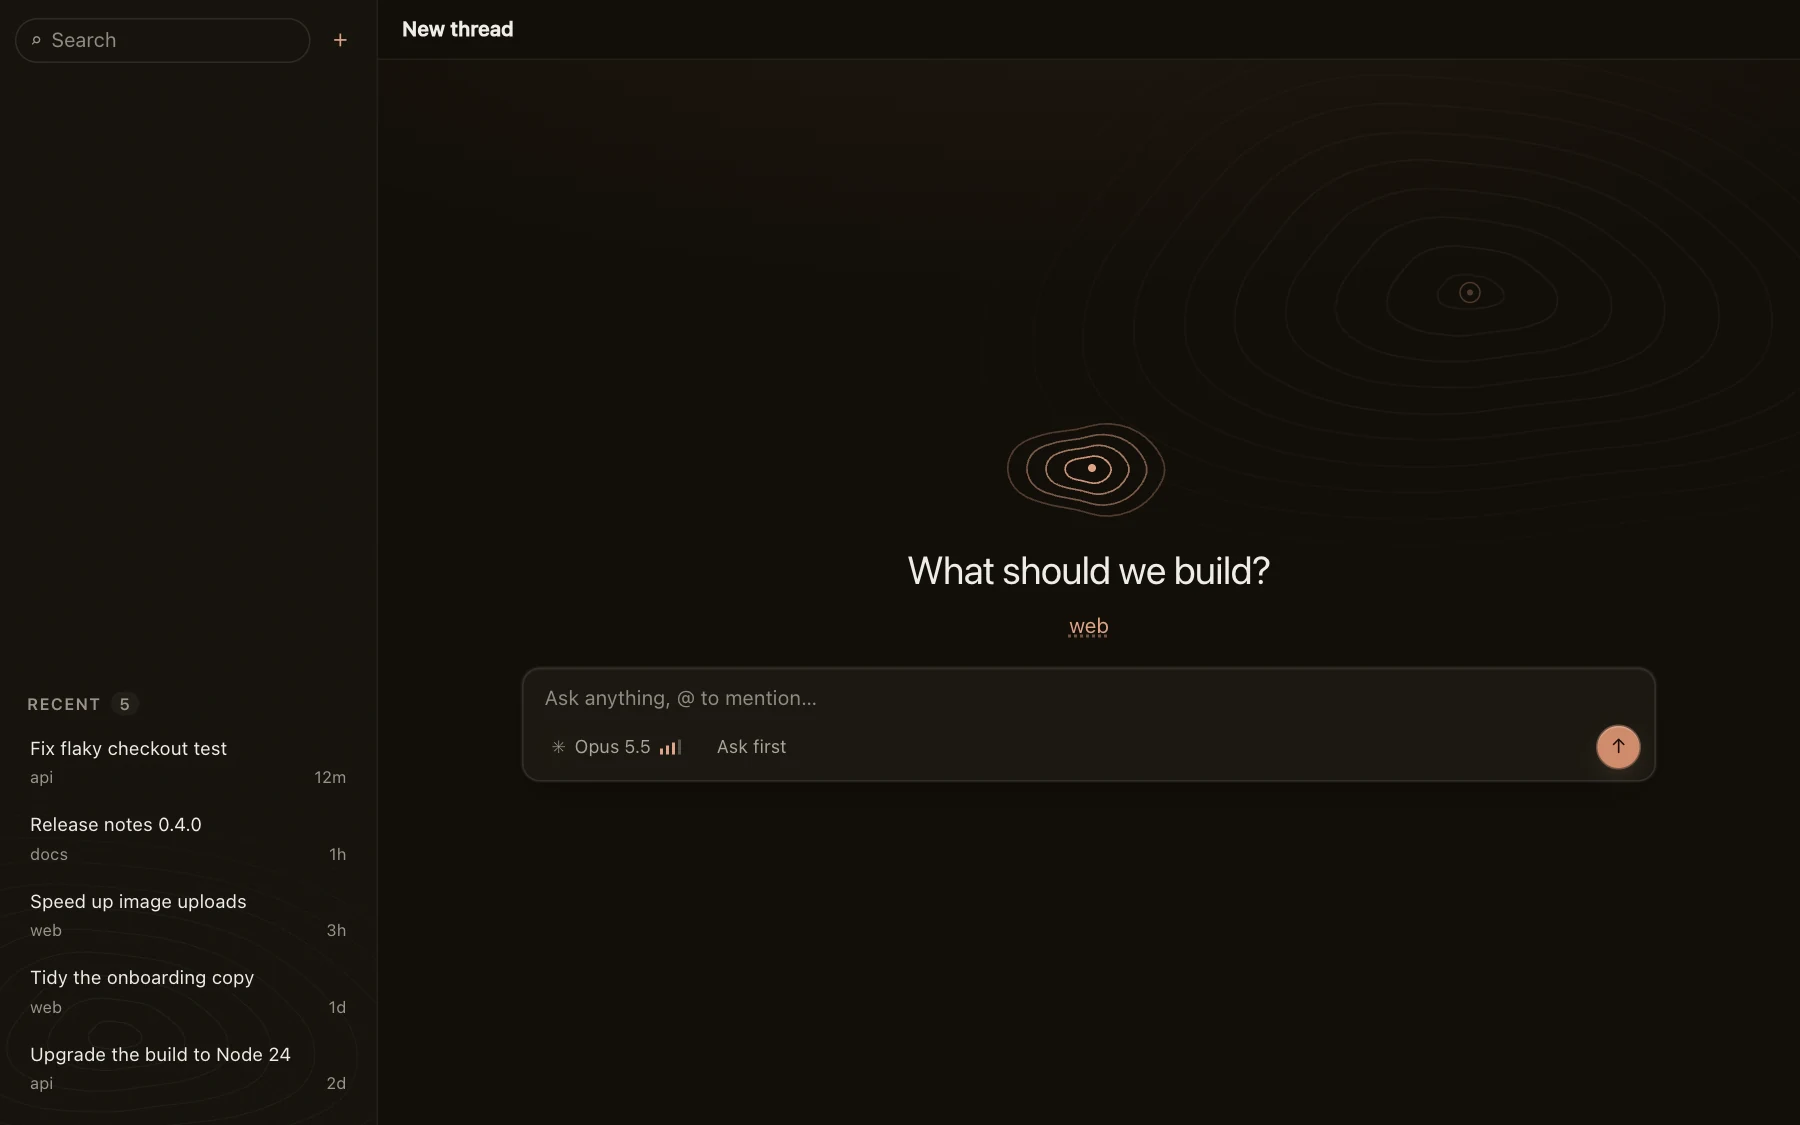 Search
+
New thread
What should we build?
web
Ask anything, @ to mention...
Opus 5.5
Ask first
RECENT 5
Fix flaky checkout test
api 12m
Release notes 0.4.0
docs 1h
Speed up image uploads
web 3h
Tidy the onboarding copy
web 1d
Upgrade the build to Node 24
api 2d